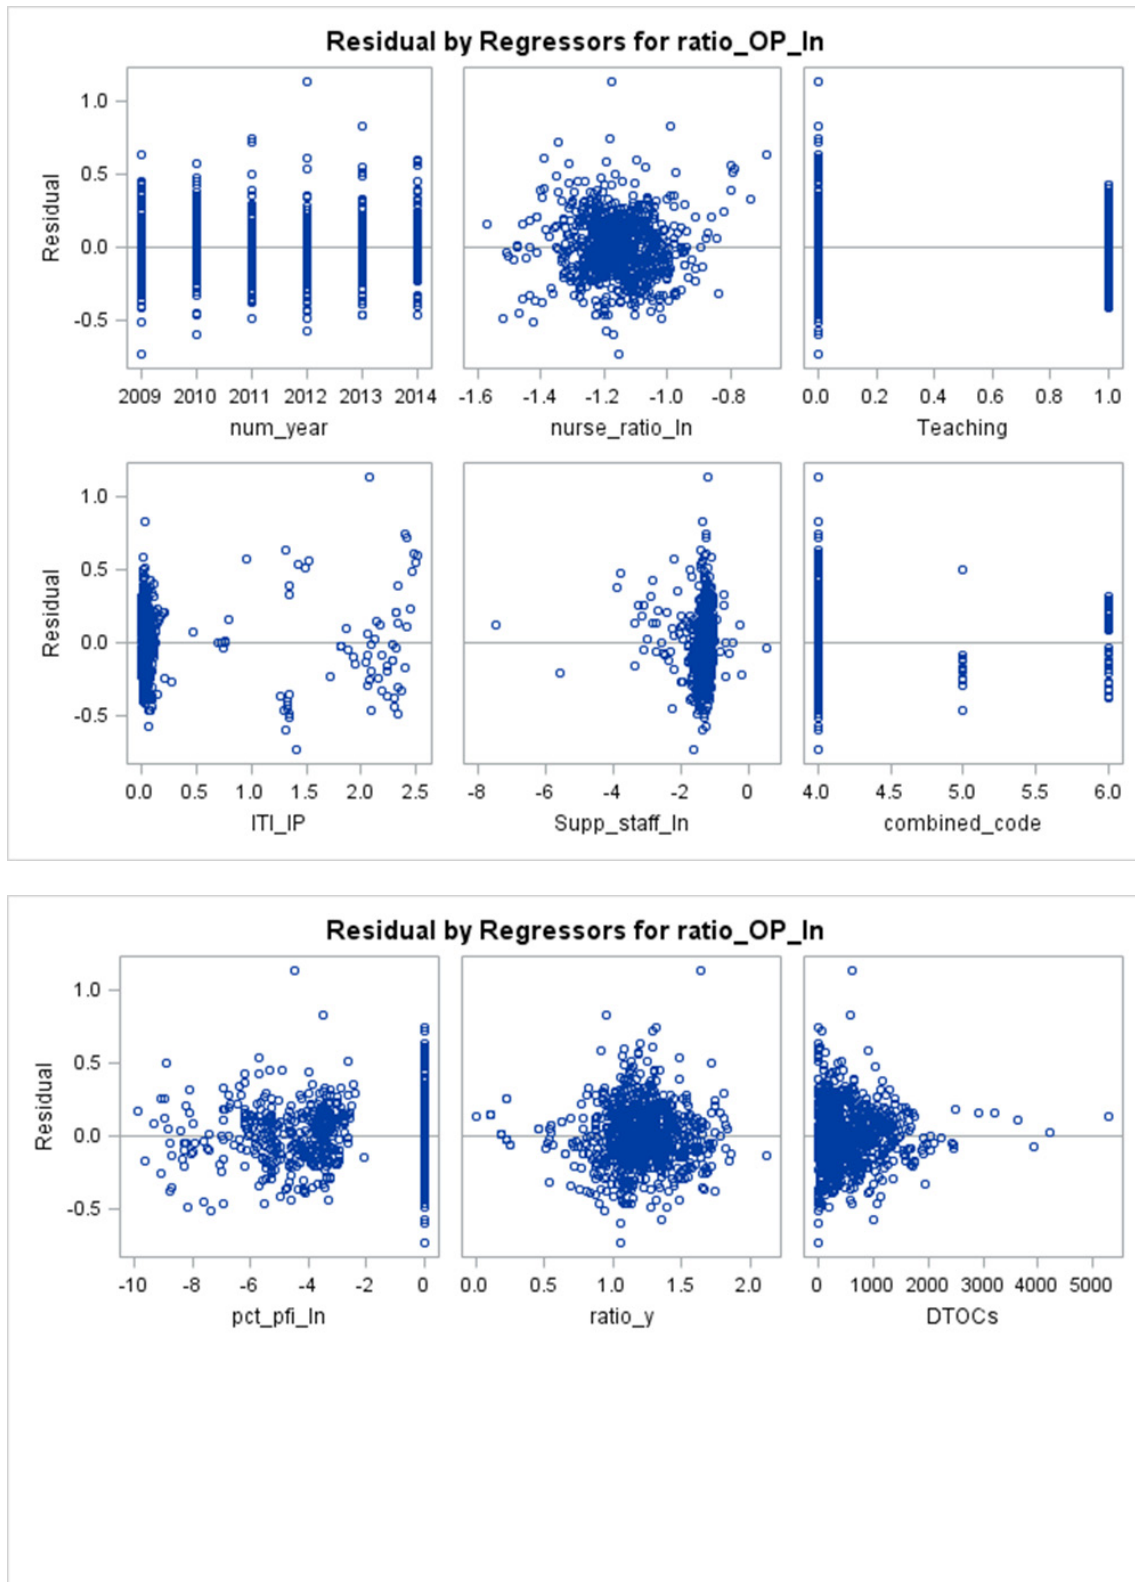 Residual by Regressors for ratio_OP_ln
Residual
1.0
0.5
0.0
-0.5
2009 2010 2011 2012 2013 2014
num_year
-1.6 -1.4 -1.2 -1.0 -0.8
nurse_ratio_ln
0.0 0.2 0.4 0.6 0.8 1.0
Teaching
Residual
1.0
0.5
0.0
-0.5
0.0 0.5 1.0 1.5 2.0 2.5
ITI_IP
-8 -6 -4 -2 0
Supp_staff_ln
4.0 4.5 5.0 5.5 6.0
combined_code
Residual by Regressors for ratio_OP_ln
Residual
1.0
0.5
0.0
-0.5
-10 -8 -6 -4 -2 0
pct_pfi_ln
0.0 0.5 1.0 1.5 2.0
ratio_y
0 1000 2000 3000 4000 5000
DTOCs